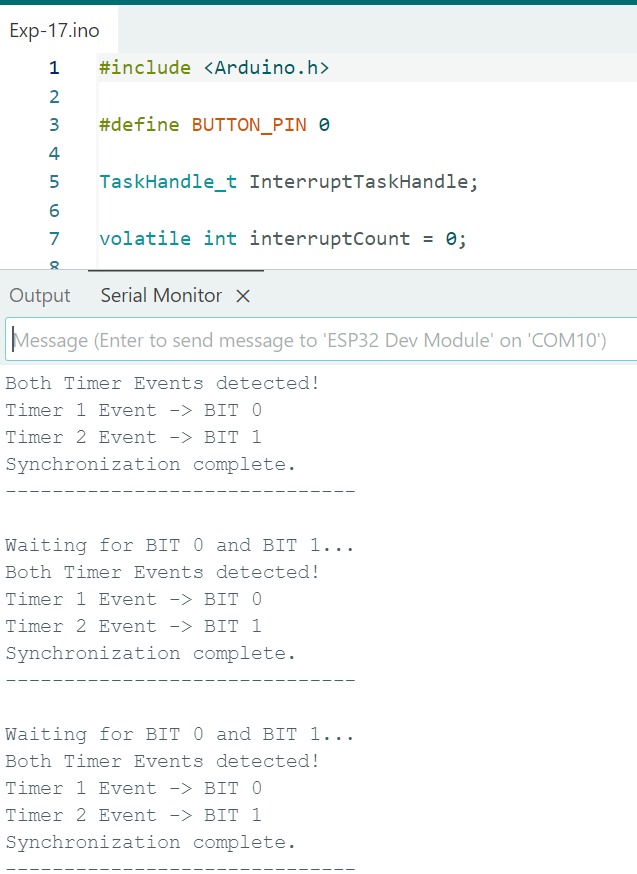 Exp-17.ino
1 #include <Arduino.h>
2
3 #define BUTTON_PIN 0
4
5 TaskHandle_t InterruptTaskHandle;
6
7 volatile int interruptCount = 0;
8
Output Serial Monitor ×
Message (Enter to send message to 'ESP32 Dev Module' on 'COM10')
Both Timer Events detected!
Timer 1 Event -> BIT 0
Timer 2 Event -> BIT 1
Synchronization complete.
------------------------------
Waiting for BIT 0 and BIT 1...
Both Timer Events detected!
Timer 1 Event -> BIT 0
Timer 2 Event -> BIT 1
Synchronization complete.
------------------------------
Waiting for BIT 0 and BIT 1...
Both Timer Events detected!
Timer 1 Event -> BIT 0
Timer 2 Event -> BIT 1
Synchronization complete.
------------------------------